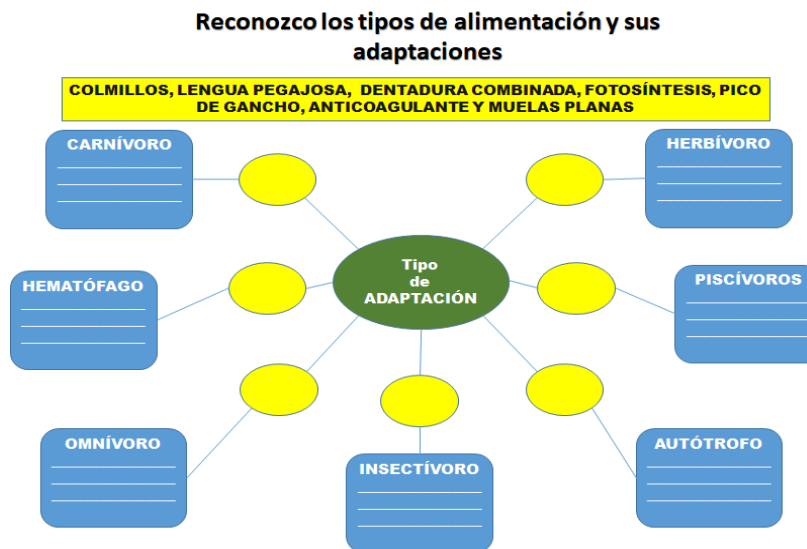 Reconozco los tipos de alimentación y sus
adaptaciones
COLMILLOS, LENGUA PEGAJOSA, DENTADURA COMBINADA, FOTOSÍNTESIS, PICO
DE GANCHO, ANTICOAGULANTE Y MUELAS PLANAS
CARNÍVORO
HERBÍVORO
Tipo
de
ADAPTACIÓN
HEMATÓFAGO
PISCÍVOROS
OMNÍVORO
INSECTÍVORO
AUTÓTROFO